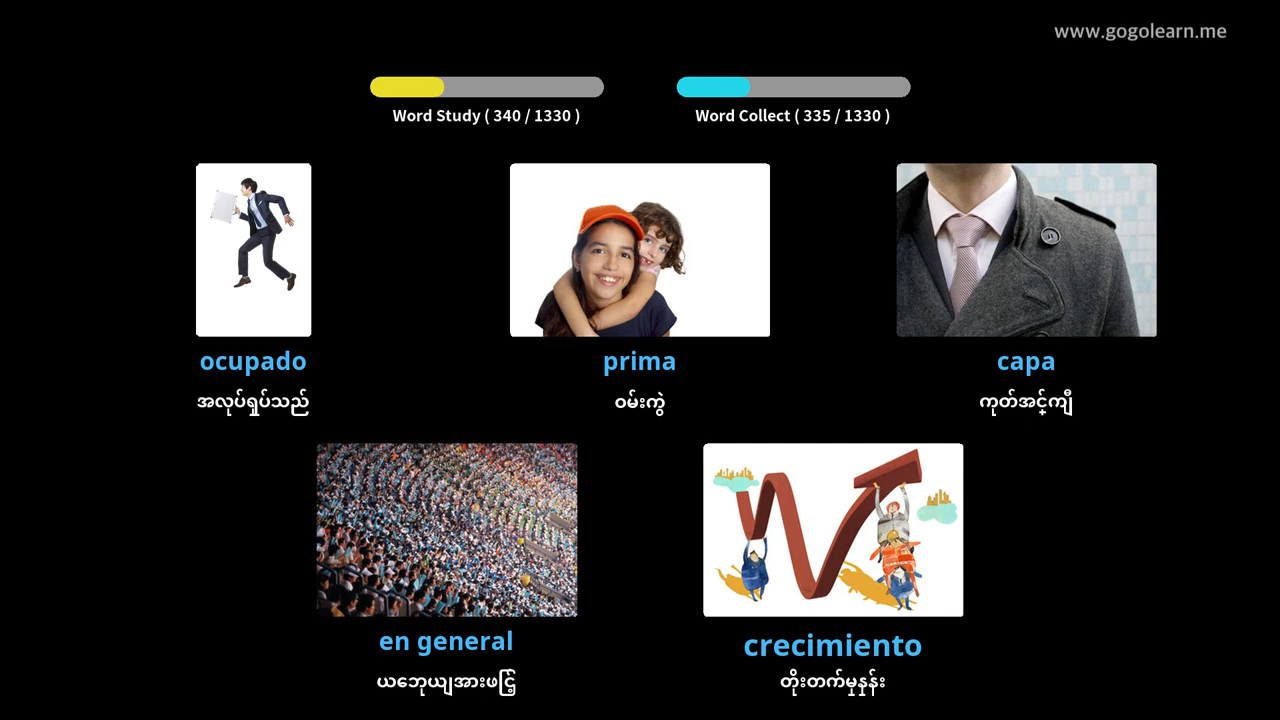 www.gogolearn.me
Word Study ( 340 / 1330 )
Word Collect ( 335 / 1330 )
ocupado
prima
capa
အလုပ်ရှုပ်သည်
ဝမ်းကွဲ
ကုတ်အင်္ကျီ
en general
crecimiento
ယဘေုယျအားဖြင့်
တိုးတက်မှုနှုန်း